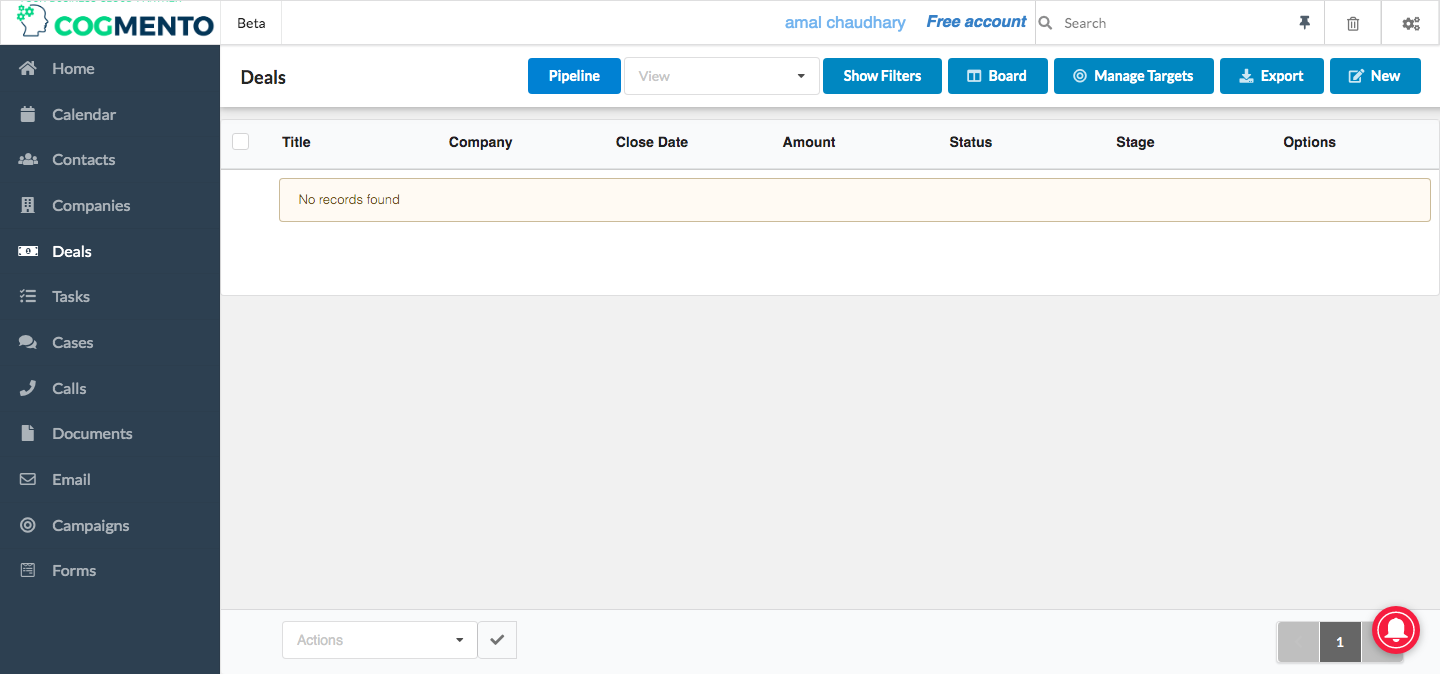 COGMENTO
Beta
amal chaudhary
Free account
Search
Home
Calendar
Contacts
Companies
Deals
Tasks
Cases
Calls
Documents
Email
Campaigns
Forms
Deals
Pipeline
View
Show Filters
Board
Manage Targets
Export
New
Title
Company
Close Date
Amount
Status
Stage
Options
No records found
Actions
1